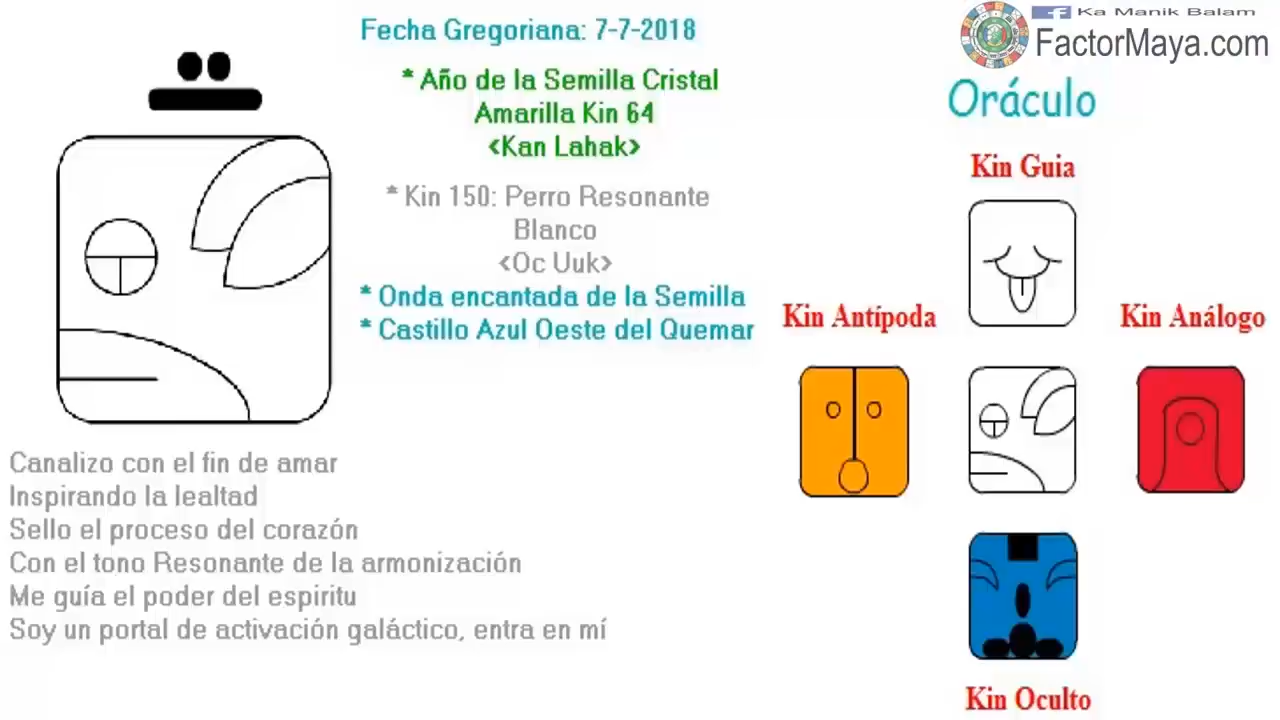 Fecha Gregoriana: 7-7-2018
* Año de la Semilla Cristal
Amarilla Kin 64
<Kan Lahak>
* Kin 150: Perro Resonante
Blanco
<Oc Uuk>
* Onda encantada de la Semilla
* Castillo Azul Oeste del Quemar
Canalizo con el fin de amar
Inspirando la lealtad
Sello el proceso del corazón
Con el tono Resonante de la armonización
Me guía el poder del espiritu
Soy un portal de activación galáctico, entra en mí
Ka Manik Balam
FactorMaya.com
Oráculo
Kin Guia
Kin Antípoda
Kin Análogo
Kin Oculto